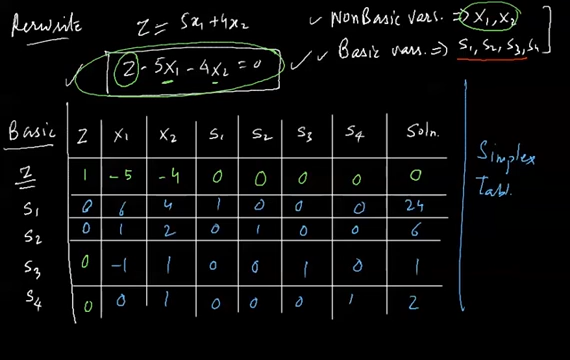 Rerwrite Z = 5x1 + 4x2 ✓ NonBasic vars. ⇒ x1, x2
✓ Z - 5x1 - 4x2 = 0 ✓ ✓ Basic vars. ⇒ S1, S2, S3, S4
Basic Z x1 x2 S1 S2 S3 S4 Soln.
Z 1 -5 -4 0 0 0 0 0
S1 0 6 4 1 0 0 0 24
S2 0 1 2 0 1 0 0 6
S3 0 -1 1 0 0 1 0 1
S4 0 0 1 0 0 0 1 2
Simplex
Tabl.